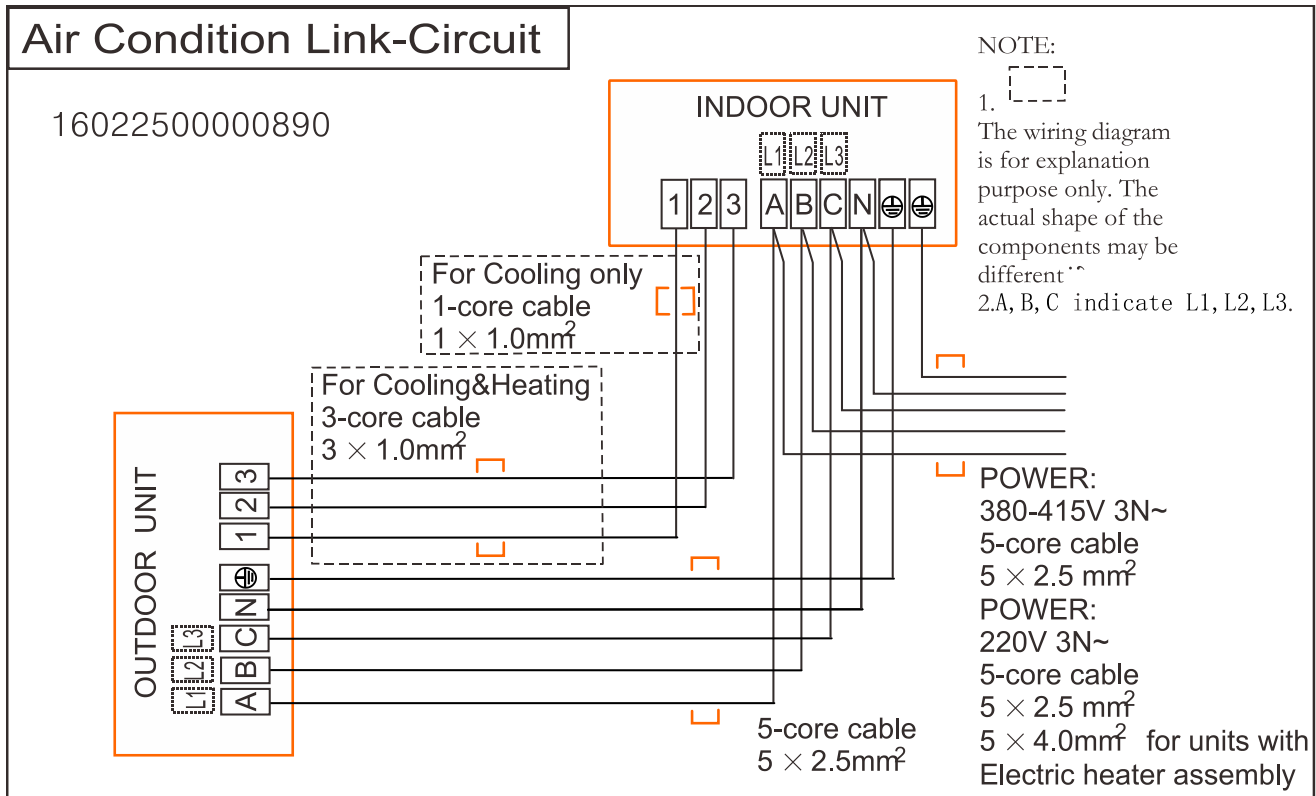 Air Condition Link-Circuit
16022500000890
INDOOR UNIT
L1 L2 L3
1 2 3 A B C N
For Cooling only
1-core cable
1 × 1.0mm²
For Cooling&Heating
3-core cable
3 × 1.0mm²
OUTDOOR UNIT
3
2
1
N
L3 C
L2 B
L1 A
5-core cable
5 × 2.5mm²
NOTE:
1.
The wiring diagram
is for explanation
purpose only. The
actual shape of the
components may be
different
2.A, B, C indicate L1, L2, L3.
POWER:
380-415V 3N~
5-core cable
5 × 2.5 mm²
POWER:
220V 3N~
5-core cable
5 × 2.5 mm²
5 × 4.0mm² for units with
Electric heater assembly